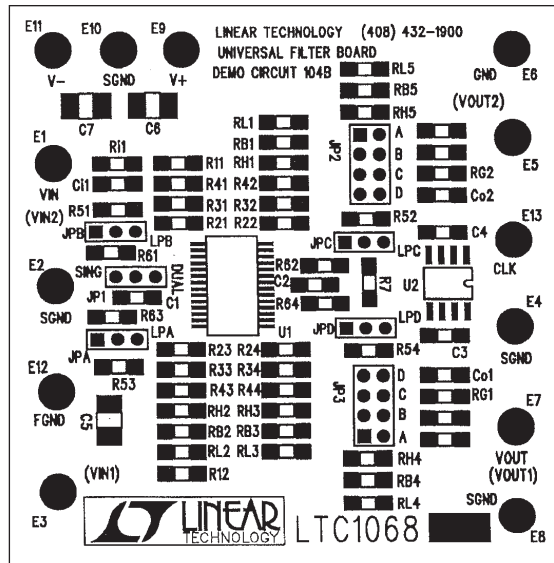 E11 E10 E9 LINEAR TECHNOLOGY (408) 432-1900
UNIVERSAL FILTER BOARD
DEMO CIRCUIT 104B
V- SGND V+
GND E6
C7 C6
RL5
RB5
RH5
(VOUT2)
E1
RL1
RB1
RH1
JP2
A
B
C
D
E5
Ri1
R11
Ci1
R41 R42
RG2
VIN
R51
R31 R32
Co2
(VIN2)
R21 R22
R52
E13
JPB LPB
JPC LPC
C4
CLK
R61
E2
SING DUAL
R62
C2
R7
U2
JP1 C1
R64
E4
SGND
R63
JPA LPA
U1
JPD LPD
C3
SGND
R53
R23 R24
R54
E12
R33 R34
JP3
D
C
B
A
Co1
FGND
R43 R44
RG1
C5
RH2 RH3
E7
RB2 RB3
VOUT
(VOUT1)
(VIN1)
RL2 RL3
RH4
R12
RB4
E3
LINEAR
TECHNOLOGY
LTC1068
RL4
SGND
E8